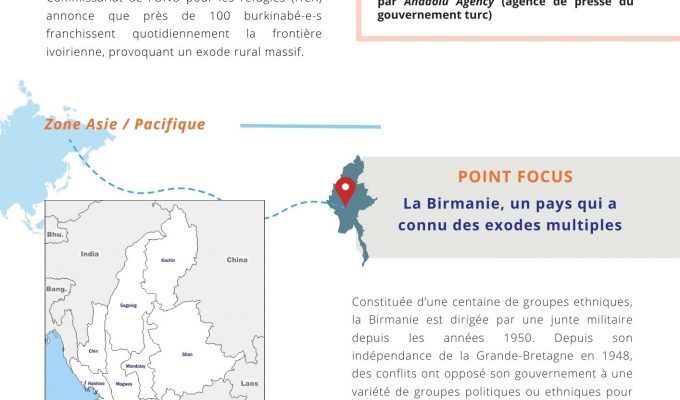 Commissariat de l'ONU pour les réfugiés (HCR)
annonce que près de 100 burkinabé-e-s
franchissent quotidiennement la frontière
ivoirienne, provoquant un exode rural massif.
par Anadolu Agency (agence de presse du
gouvernement turc)
Zone Asie / Pacifique
POINT FOCUS
La Birmanie, un pays qui a
connu des exodes multiples
Bhu.
India
China
Kachin
Bang.
Sagaing
Chin
Shan
Mandalay
Rakhine
Magway
Laos
Constituée d'une centaine de groupes ethniques,
la Birmanie est dirigée par une junte militaire
depuis les années 1950. Depuis son
indépendance de la Grande-Bretagne en 1948,
des conflits ont opposé son gouvernement à une
variété de groupes politiques ou ethniques pour